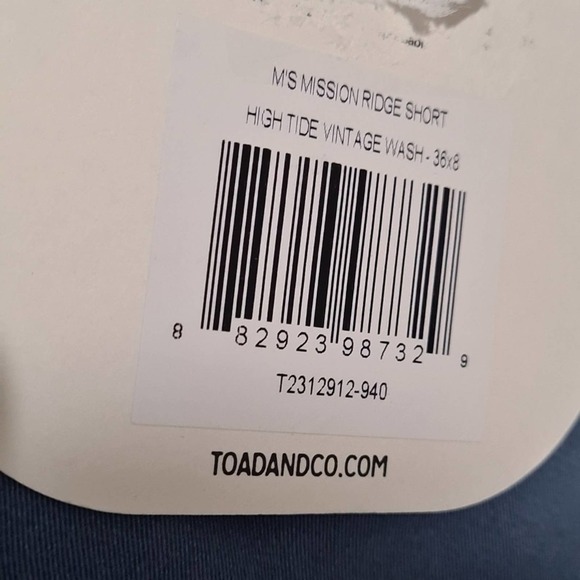 M'S MISSION RIDGE SHORT
HIGH TIDE VINTAGE WASH - 36x8
8 82923 98732 9
T2312912-940
TOADANDCO.COM